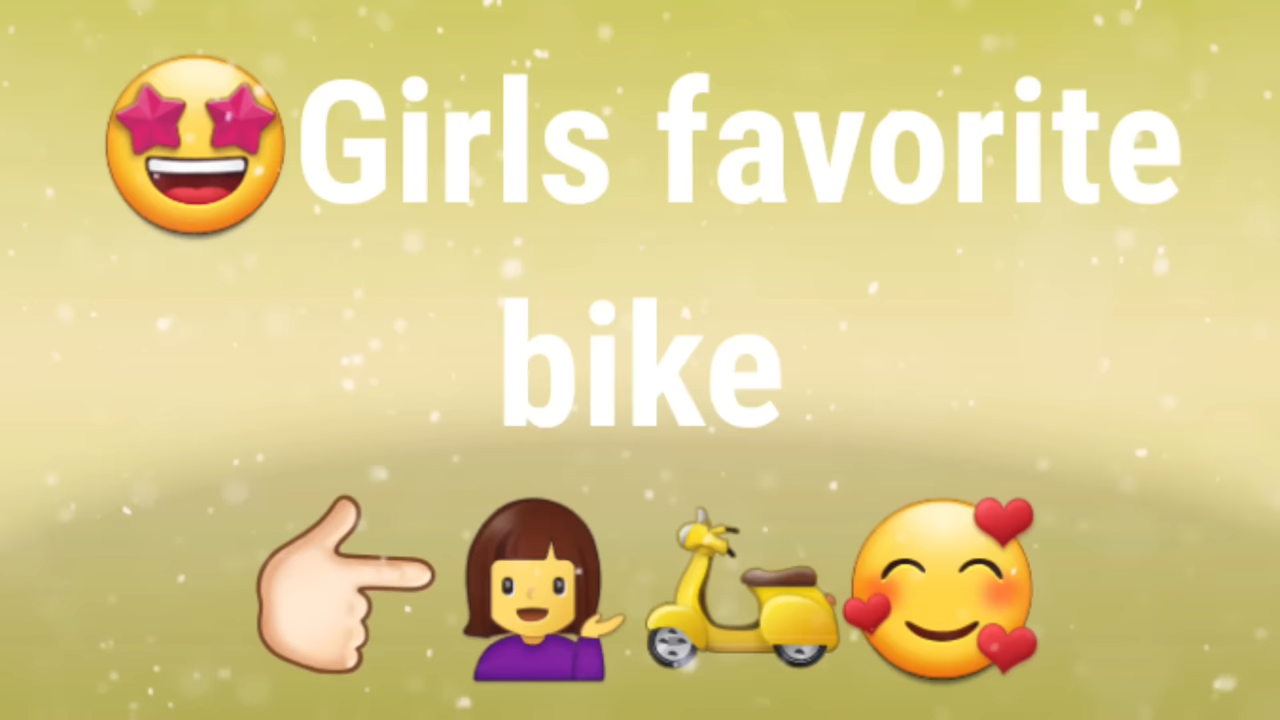 🤩Girls favorite
bike
👉🏻💁‍♀️🛵🥰